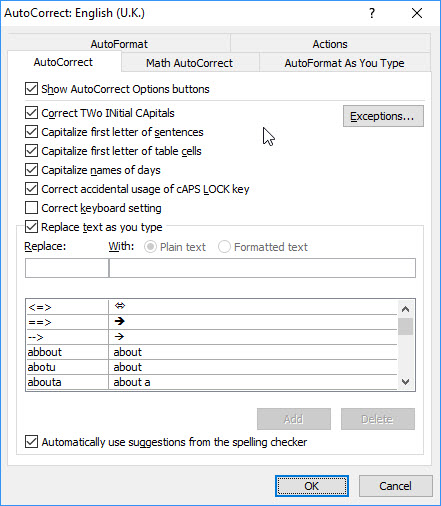 AutoCorrect: English (U.K.)
AutoFormat Actions
AutoCorrect Math AutoCorrect AutoFormat As You Type
Show AutoCorrect Options buttons
Correct TWo INitial CApitals Exceptions...
Capitalize first letter of sentences
Capitalize first letter of table cells
Capitalize names of days
Correct accidental usage of cAPS LOCK key
Correct keyboard setting
Replace text as you type
Replace: With: Plain text Formatted text
<=> ⇔
==> 🡺
--> →
abbout about
abotu about
abouta about a
Add Delete
Automatically use suggestions from the spelling checker
OK Cancel